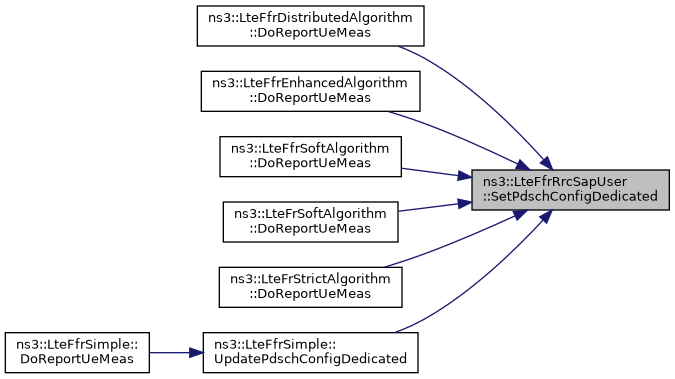 ns3::LteFfrDistributedAlgorithm
::DoReportUeMeas
ns3::LteFfrEnhancedAlgorithm
::DoReportUeMeas
ns3::LteFfrSoftAlgorithm
::DoReportUeMeas
ns3::LteFfrRrcSapUser
::SetPdschConfigDedicated
ns3::LteFrSoftAlgorithm
::DoReportUeMeas
ns3::LteFrStrictAlgorithm
::DoReportUeMeas
ns3::LteFfrSimple::
DoReportUeMeas
ns3::LteFfrSimple::
UpdatePdschConfigDedicated